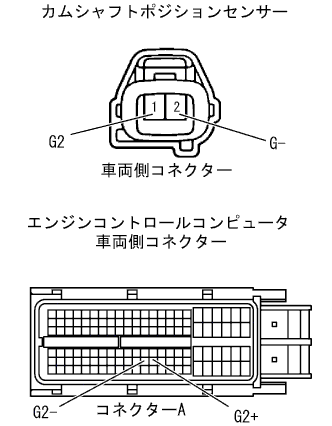 カムシャフトポジションセンサー
1 2
G2 G-
車両側コネクター
エンジンコントロールコンピュータ
車両側コネクター
G2- コネクターA G2+